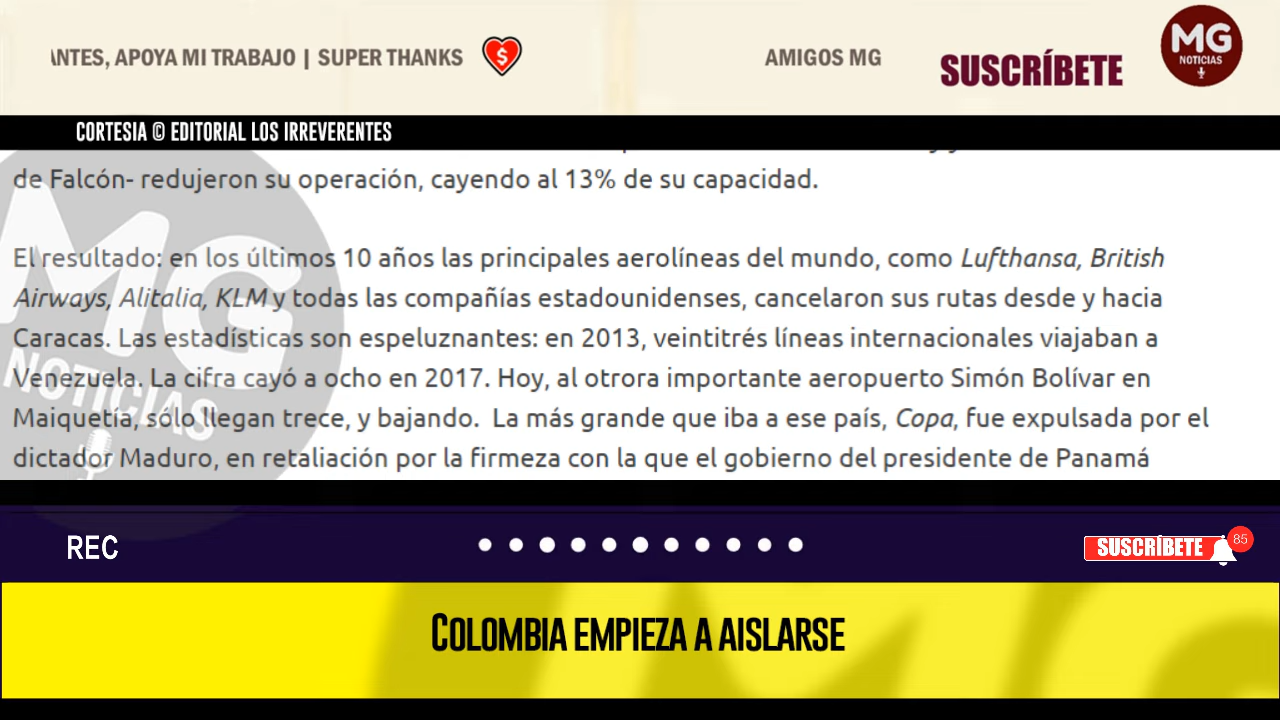 ANTES, APOYA MI TRABAJO | SUPER THANKS
$
AMIGOS MG
SUSCRÍBETE
MG
NOTICIAS
CORTESIA © EDITORIAL LOS IRREVERENTES
de Falcón- redujeron su operación, cayendo al 13% de su capacidad.
El resultado: en los últimos 10 años las principales aerolíneas del mundo, como Lufthansa, British
Airways, Alitalia, KLM y todas las compañías estadounidenses, cancelaron sus rutas desde y hacia
Caracas. Las estadísticas son espeluznantes: en 2013, veintitrés líneas internacionales viajaban a
Venezuela. La cifra cayó a ocho en 2017. Hoy, al otrora importante aeropuerto Simón Bolívar en
Maiquetía, sólo llegan trece, y bajando. La más grande que iba a ese país, Copa, fue expulsada por el
dictador Maduro, en retaliación por la firmeza con la que el gobierno del presidente de Panamá
MG
NOTICIAS
REC
SUSCRÍBETE
85
COLOMBIA EMPIEZA A AISLARSE